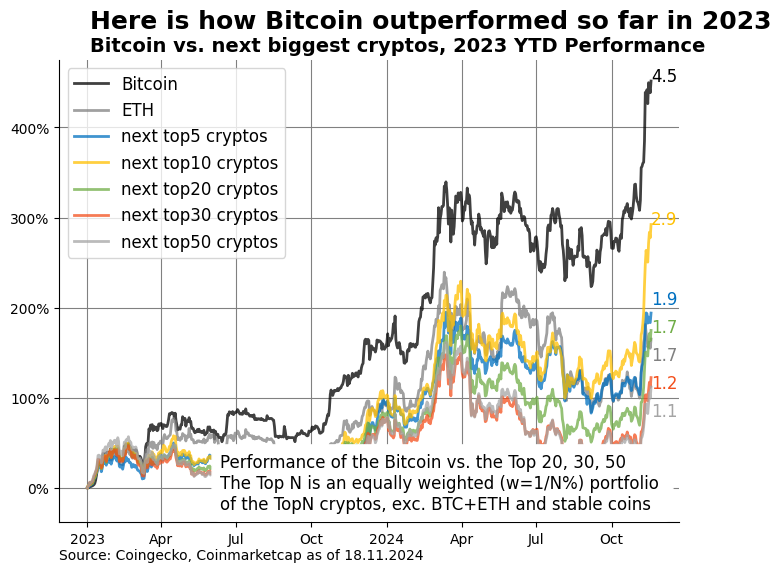 Here is how Bitcoin outperformed so far in 2023
Bitcoin vs. next biggest cryptos, 2023 YTD Performance
Bitcoin
ETH
next top5 cryptos
next top10 cryptos
next top20 cryptos
next top30 cryptos
next top50 cryptos
400%
300%
200%
100%
0%
4.5
2.9
1.9
1.7
1.7
1.2
1.1
Performance of the Bitcoin vs. the Top 20, 30, 50
The Top N is an equally weighted (w=1/N%) portfolio
of the TopN cryptos, exc. BTC+ETH and stable coins
2023 Apr Jul Oct 2024 Apr Jul Oct
Source: Coingecko, Coinmarketcap as of 18.11.2024